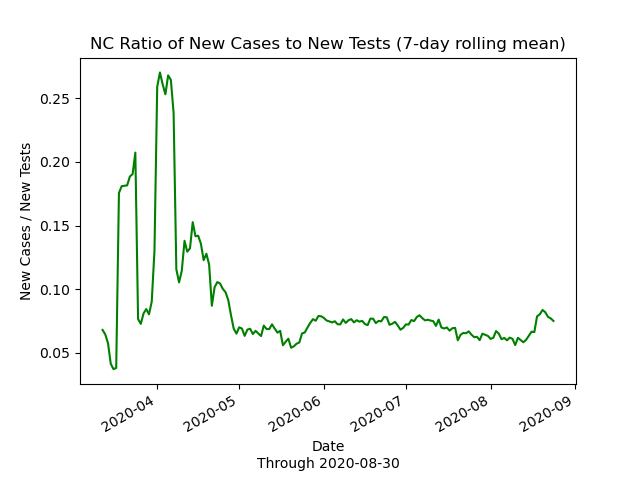 NC Ratio of New Cases to New Tests (7-day rolling mean)
New Cases / New Tests
0.25
0.20
0.15
0.10
0.05
2020-04
2020-05
2020-06
2020-07
2020-08
2020-09
Date
Through 2020-08-30